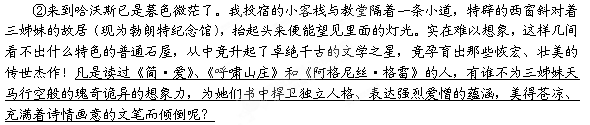 ②来到哈沃斯已是暮色微茫了。我投宿的小客栈与教堂隔着一条小道，特辟的西窗斜对着
三姊妹的故居（现为勃朗特纪念馆），抬起头来便能望见里面的灯光。实在难以想象，这样几间
看不出什么特色的普通石屋，从中竟升起了卓绝千古的文学之星，竟孕育出那些恢宏、壮美的
传世杰作！凡是读过《简·爱》、《呼啸山庄》和《阿格尼丝·格雷》的人，有谁不为三姊妹天
马行空般的瑰奇诡异的想象力，为她们书中捍卫独立人格、表达强烈爱憎的蕴涵，美得苍凉、
充满着诗情画意的文笔而倾倒呢？